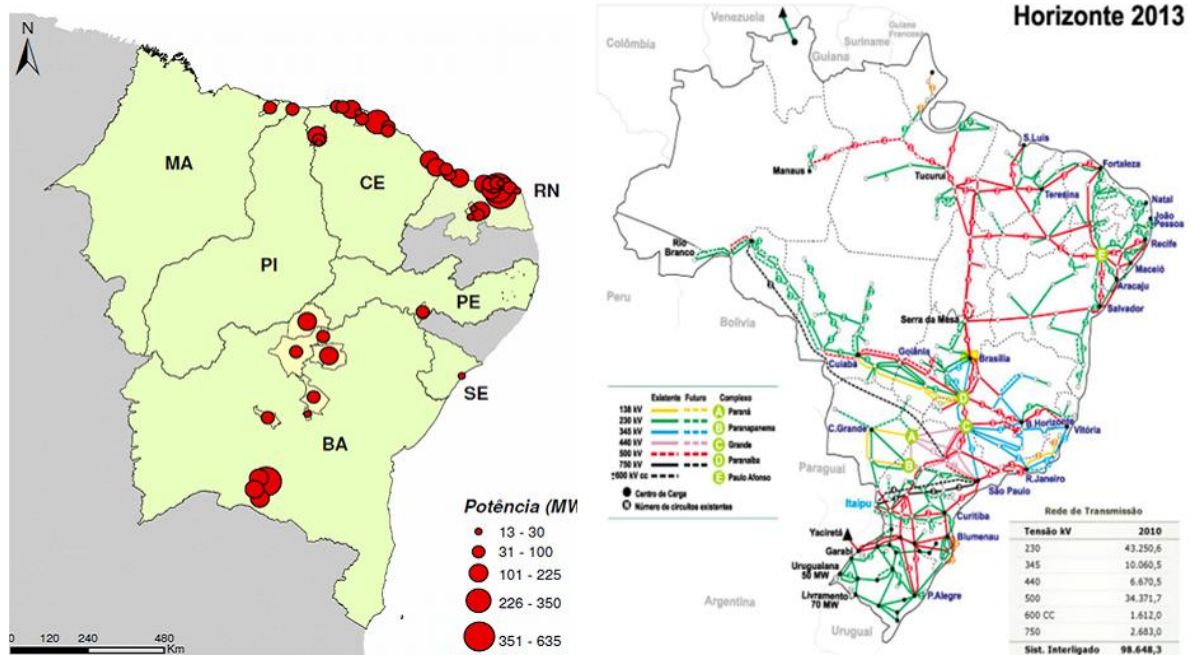 N
MA
CE
RN
PI
PE
SE
BA
Potência (MW
13 - 30
31 - 100
101 - 225
226 - 350
351 - 635
0 120 240 480
Km
Horizonte 2013
Venezuela
Colômbia
Guiana
Suriname
Guiana
Francesa
S.Luis
Fortaleza
Manaus
Tucuruí
Teresina
Natal
João
Pessoa
Recife
Maceió
Aracaju
Salvador
E
Rio
Branco
Peru
Bolívia
Serra da Mesa
Cuiabá
Goiânia
Brasília
D
C
B.Horizonte
Vitória
C.Grande
A
B
Paraguai
R.Janeiro
São Paulo
Itaipu
Curitiba
Blumenau
Yaciretá
Garabi
Uruguaiana
50 MW
Livramento
70 MW
P.Alegre
Argentina
Uruguai
Existente Futuro Complexo
138 kV A Paraná
230 kV B Paranapanema
345 kV C Grande
440 kV D Paranaíba
500 kV E Paulo Afonso
750 kV
±600 kV cc
Centro de Carga
N Número de circuitos existentes
Rede de Transmissão
Tensão kV 2010
230 43.250,6
345 10.060,5
440 6.670,5
500 34.371,7
600 CC 1.612,0
750 2.683,0
Sist. Interligado 98.648,3